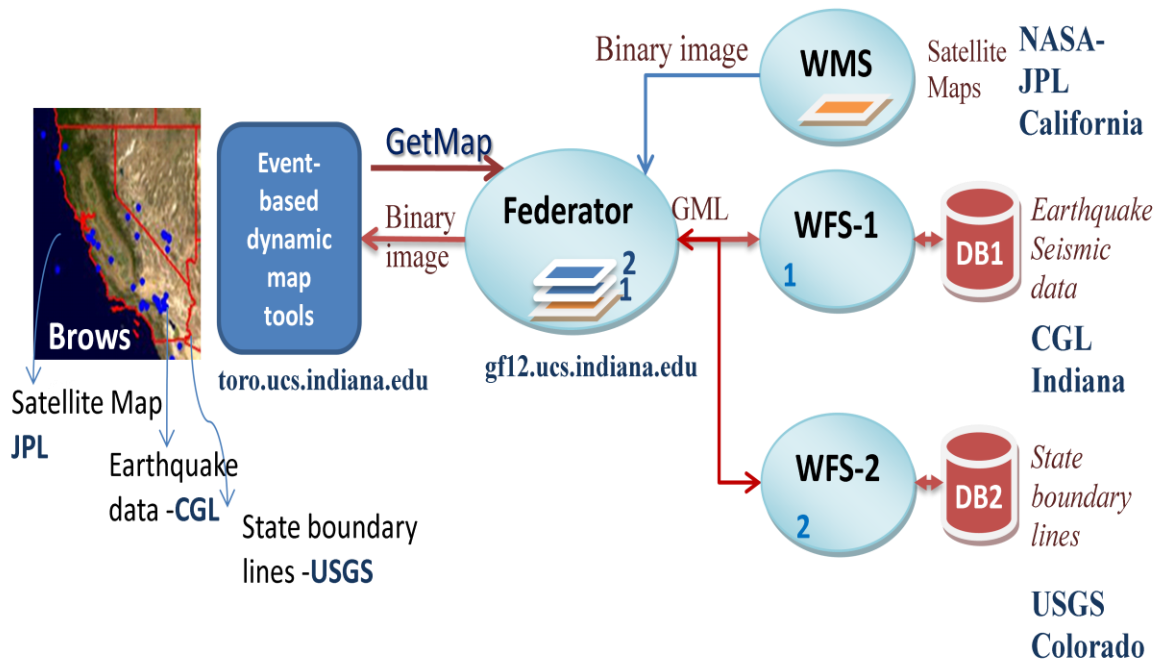 Brows
Satellite Map
JPL
Earthquake
data -CGL
State boundary
lines -USGS
Event-
based
dynamic
map
tools
toro.ucs.indiana.edu
GetMap
Binary
image
Federator
2
1
gf12.ucs.indiana.edu
Binary image
WMS
Satellite
Maps
NASA-
JPL
California
GML
WFS-1
1
DB1
Earthquake
Seismic
data
CGL
Indiana
WFS-2
2
DB2
State
boundary
lines
USGS
Colorado